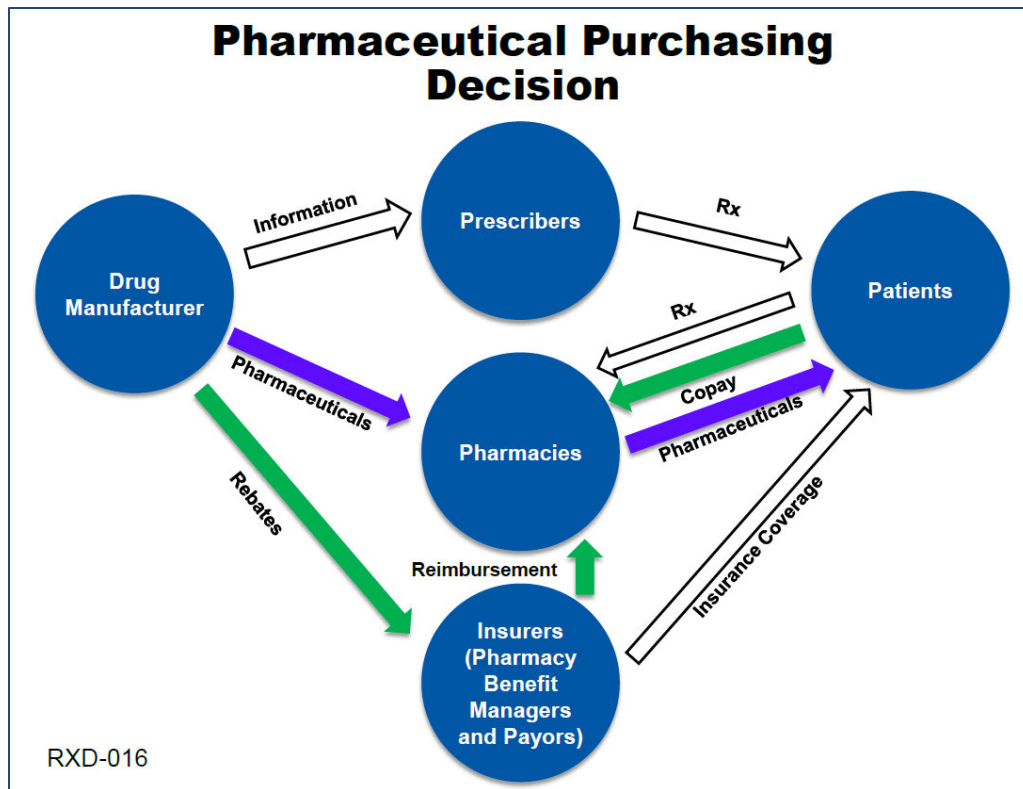 Pharmaceutical Purchasing
Decision
Information
Prescribers
Rx
Drug
Manufacturer
Patients
Rx
Pharmaceuticals
Copay
Pharmaceuticals
Pharmacies
Rebates
Insurance Coverage
Reimbursement
Insurers
(Pharmacy
Benefit
Managers
and Payors)
RXD-016